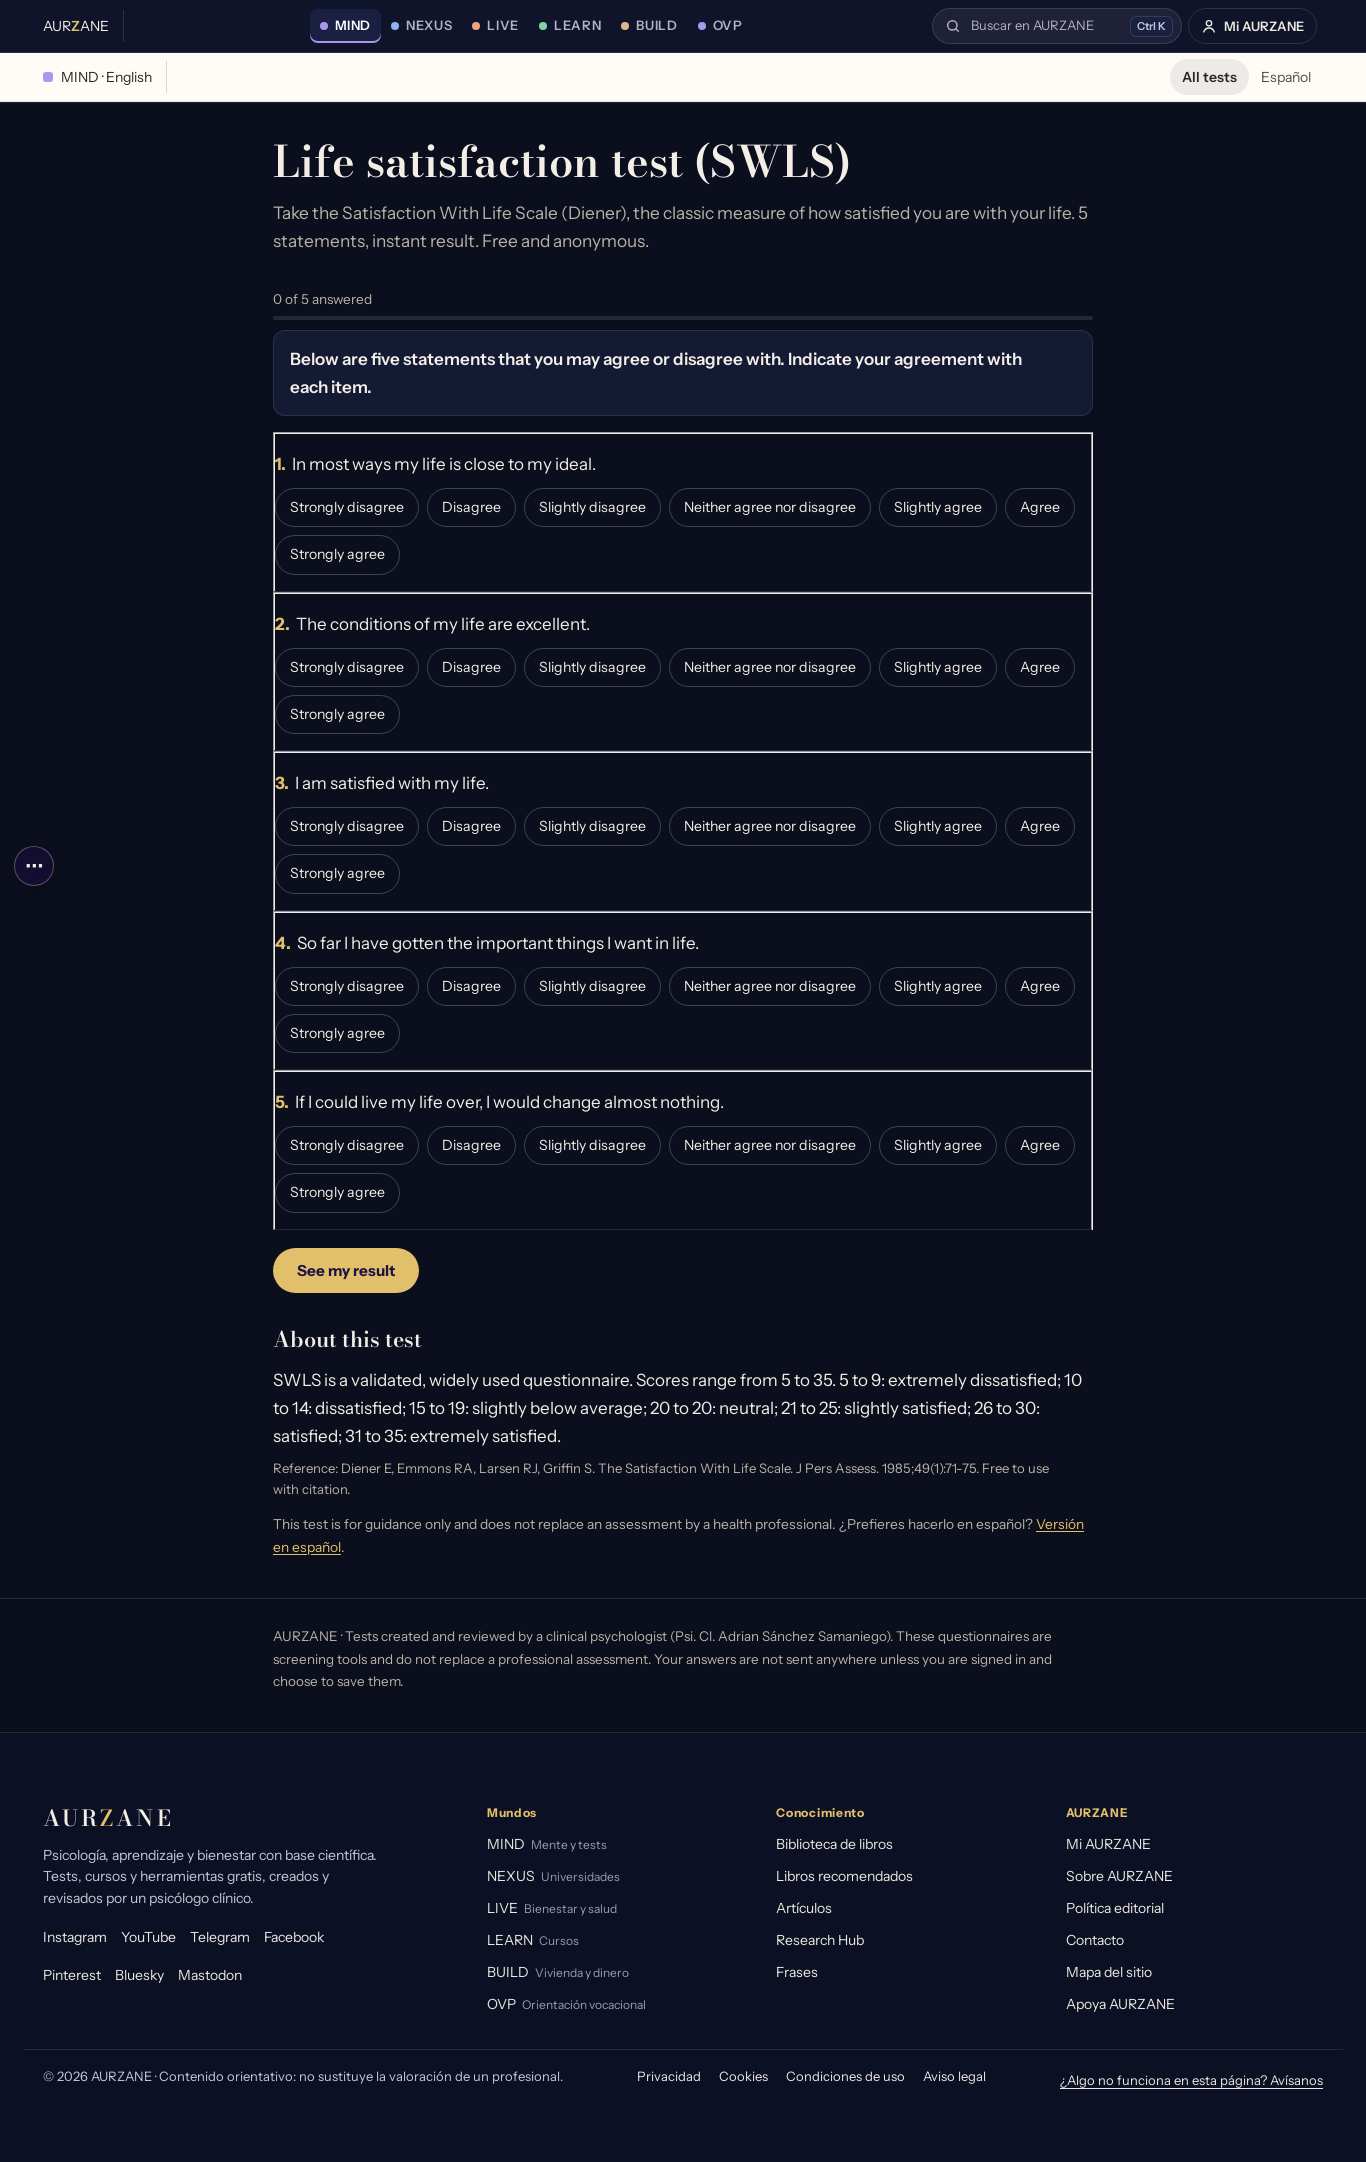 AURZANE
MIND
NEXUS
LIVE
LEARN
BUILD
OVP
Buscar en AURZANE
Ctrl K
Mi AURZANE
MIND · English
All tests
Español
Life satisfaction test (SWLS)
Take the Satisfaction With Life Scale (Diener), the classic measure of how satisfied you are with your life. 5
statements, instant result. Free and anonymous.
0 of 5 answered
Below are five statements that you may agree or disagree with. Indicate your agreement with
each item.
1. In most ways my life is close to my ideal.
Strongly disagree
Disagree
Slightly disagree
Neither agree nor disagree
Slightly agree
Agree
Strongly agree
2. The conditions of my life are excellent.
Strongly disagree
Disagree
Slightly disagree
Neither agree nor disagree
Slightly agree
Agree
Strongly agree
3. I am satisfied with my life.
Strongly disagree
Disagree
Slightly disagree
Neither agree nor disagree
Slightly agree
Agree
Strongly agree
4. So far I have gotten the important things I want in life.
Strongly disagree
Disagree
Slightly disagree
Neither agree nor disagree
Slightly agree
Agree
Strongly agree
5. If I could live my life over, I would change almost nothing.
Strongly disagree
Disagree
Slightly disagree
Neither agree nor disagree
Slightly agree
Agree
Strongly agree
See my result
About this test
SWLS is a validated, widely used questionnaire. Scores range from 5 to 35. 5 to 9: extremely dissatisfied; 10
to 14: dissatisfied; 15 to 19: slightly below average; 20 to 20: neutral; 21 to 25: slightly satisfied; 26 to 30:
satisfied; 31 to 35: extremely satisfied.
Reference: Diener E, Emmons RA, Larsen RJ, Griffin S. The Satisfaction With Life Scale. J Pers Assess. 1985;49(1):71-75. Free to use
with citation.
This test is for guidance only and does not replace an assessment by a health professional. ¿Prefieres hacerlo en español? Versión
en español.
AURZANE · Tests created and reviewed by a clinical psychologist (Psi. Cl. Adrian Sánchez Samaniego). These questionnaires are
screening tools and do not replace a professional assessment. Your answers are not sent anywhere unless you are signed in and
choose to save them.
AURZANE
Psicología, aprendizaje y bienestar con base científica.
Tests, cursos y herramientas gratis, creados y
revisados por un psicólogo clínico.
Instagram YouTube Telegram Facebook
Pinterest Bluesky Mastodon
Mundos
MIND Mente y tests
NEXUS Universidades
LIVE Bienestar y salud
LEARN Cursos
BUILD Vivienda y dinero
OVP Orientación vocacional
Conocimiento
Biblioteca de libros
Libros recomendados
Artículos
Research Hub
Frases
AURZANE
Mi AURZANE
Sobre AURZANE
Política editorial
Contacto
Mapa del sitio
Apoya AURZANE
© 2026 AURZANE · Contenido orientativo: no sustituye la valoración de un profesional.
Privacidad
Cookies
Condiciones de uso
Aviso legal
¿Algo no funciona en esta página? Avísanos